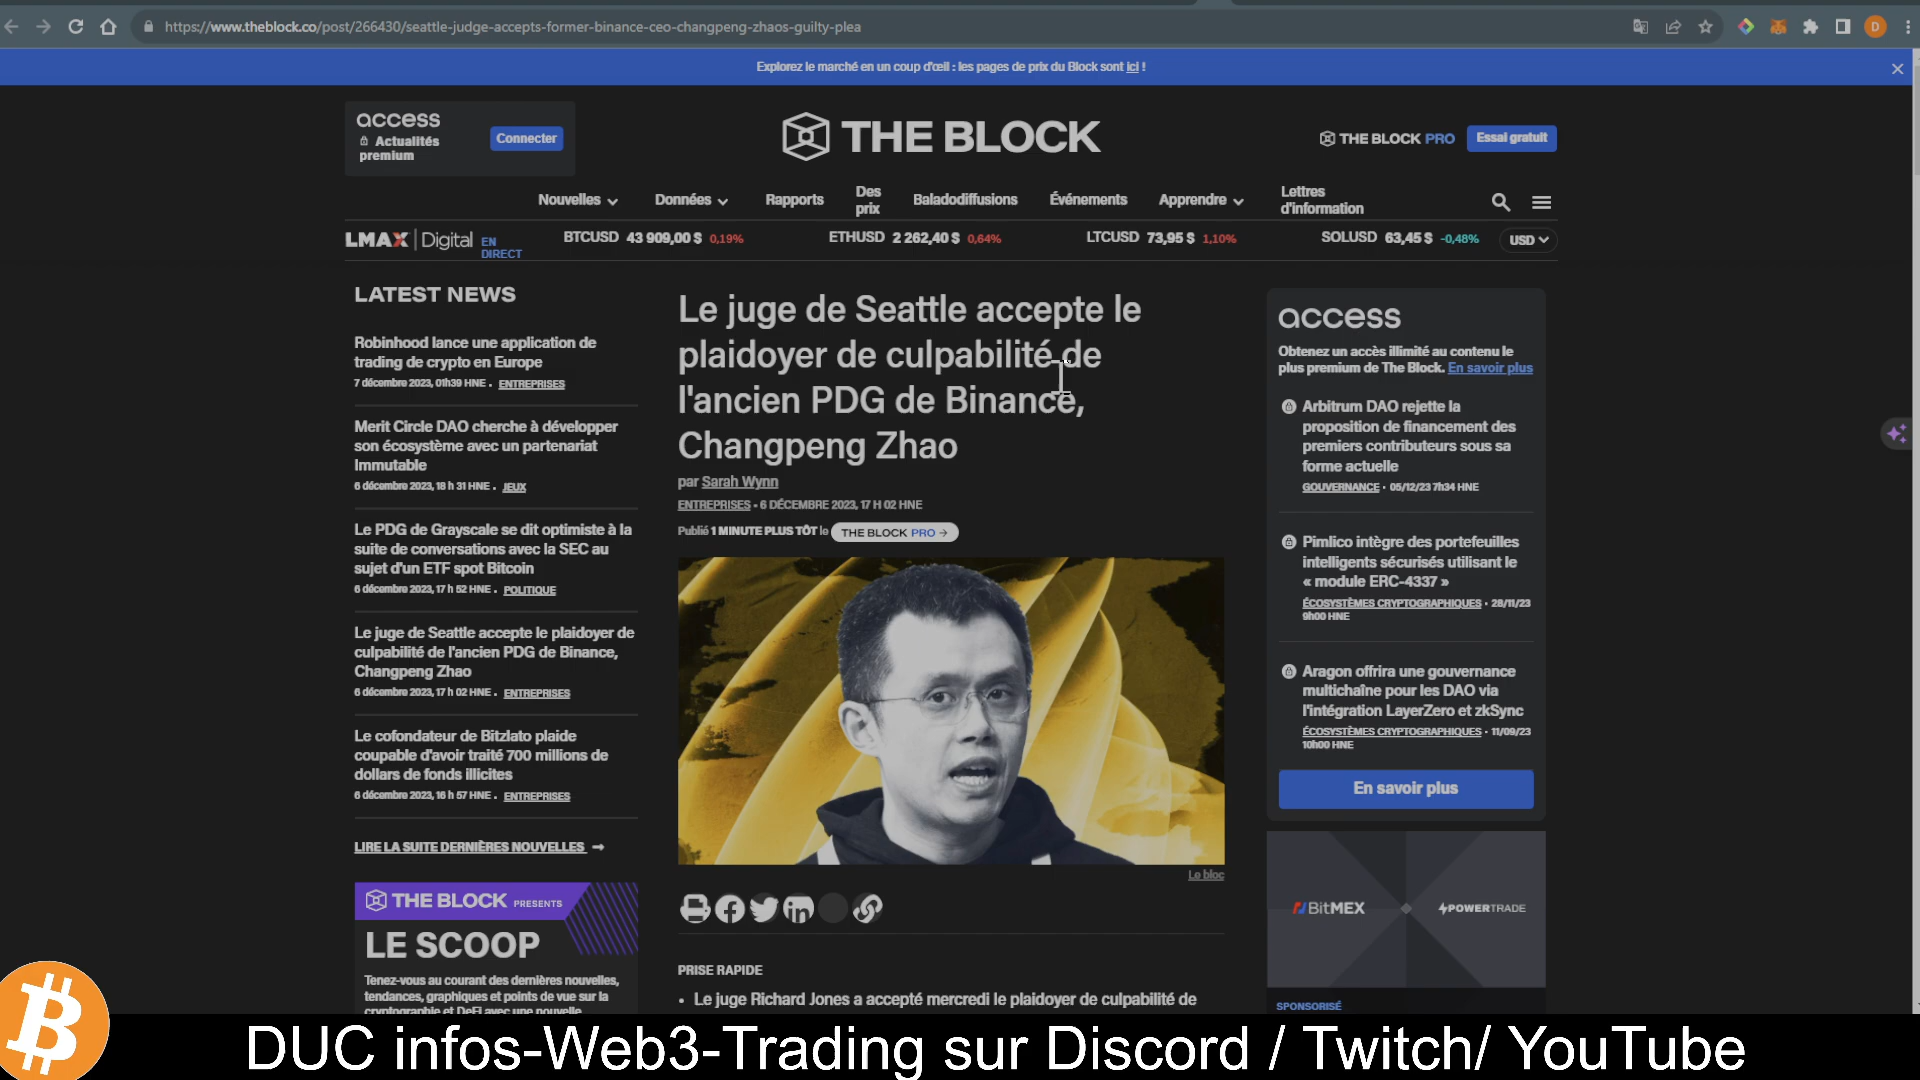 https://www.theblock.co/post/266430/seattle-judge-accepts-former-binance-ceo-changpeng-zhaos-guilty-plea
D
Explorez le marché en un coup d'œil : les pages de prix du Block sont ici !
access
Actualités
premium
Connecter
THE BLOCK
THE BLOCK PRO
Essai gratuit
Nouvelles
Données
Rapports
Des
prix
Baladodiffusions
Événements
Apprendre
Lettres
d'information
LMAX Digital EN
DIRECT
BTCUSD 43 909,00 $ 0,19%
ETHUSD 2 262,40 $ 0,64%
LTCUSD 73,95 $ 1,10%
SOLUSD 63,45 $ -0,48%
USD
LATEST NEWS
Robinhood lance une application de
trading de crypto en Europe
7 décembre 2023, 01h39 HNE . ENTREPRISES
Merit Circle DAO cherche à développer
son écosystème avec un partenariat
Immutable
6 décembre 2023, 18 h 31 HNE . JEUX
Le PDG de Grayscale se dit optimiste à la
suite de conversations avec la SEC au
sujet d'un ETF spot Bitcoin
6 décembre 2023, 17 h 52 HNE . POLITIQUE
Le juge de Seattle accepte le plaidoyer de
culpabilité de l'ancien PDG de Binance,
Changpeng Zhao
6 décembre 2023, 17 h 02 HNE . ENTREPRISES
Le cofondateur de Bitzlato plaide
coupable d'avoir traité 700 millions de
dollars de fonds illicites
6 décembre 2023, 16 h 57 HNE . ENTREPRISES
LIRE LA SUITE DERNIÈRES NOUVELLES →
THE BLOCK PRESENTS
LE SCOOP
Tenez-vous au courant des dernières nouvelles,
tendances, graphiques et points de vue sur la
cryptographie et DeFi avec une nouvelle
Le juge de Seattle accepte le
plaidoyer de culpabilité de
l'ancien PDG de Binance,
Changpeng Zhao
par Sarah Wynn
ENTREPRISES • 6 DÉCEMBRE 2023, 17 H 02 HNE
Publié 1 MINUTE PLUS TÔT le THE BLOCK PRO →
Le bloc
PRISE RAPIDE
• Le juge Richard Jones a accepté mercredi le plaidoyer de culpabilité de
access
Obtenez un accès illimité au contenu le
plus premium de The Block. En savoir plus
Arbitrum DAO rejette la
proposition de financement des
premiers contributeurs sous sa
forme actuelle
GOUVERNANCE • 05/12/23 7h34 HNE
Pimlico intègre des portefeuilles
intelligents sécurisés utilisant le
« module ERC-4337 »
ÉCOSYSTÈMES CRYPTOGRAPHIQUES • 28/11/23
9h00 HNE
Aragon offrira une gouvernance
multichaîne pour les DAO via
l'intégration LayerZero et zkSync
ÉCOSYSTÈMES CRYPTOGRAPHIQUES • 11/09/23
10h00 HNE
En savoir plus
BitMEX
POWERTRADE
SPONSORISÉ
DUC infos-Web3-Trading sur Discord / Twitch/ YouTube